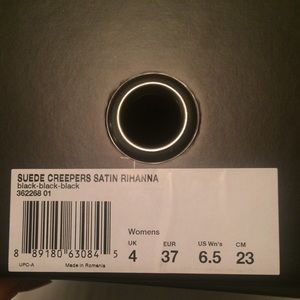 SUEDE CREEPERS SATIN RIHANNA
black-black-black
362268 01
Womens
UK EUR US Wn's CM
4 37 6.5 23
8 89180 63084 5
UPC-A Made in Romania